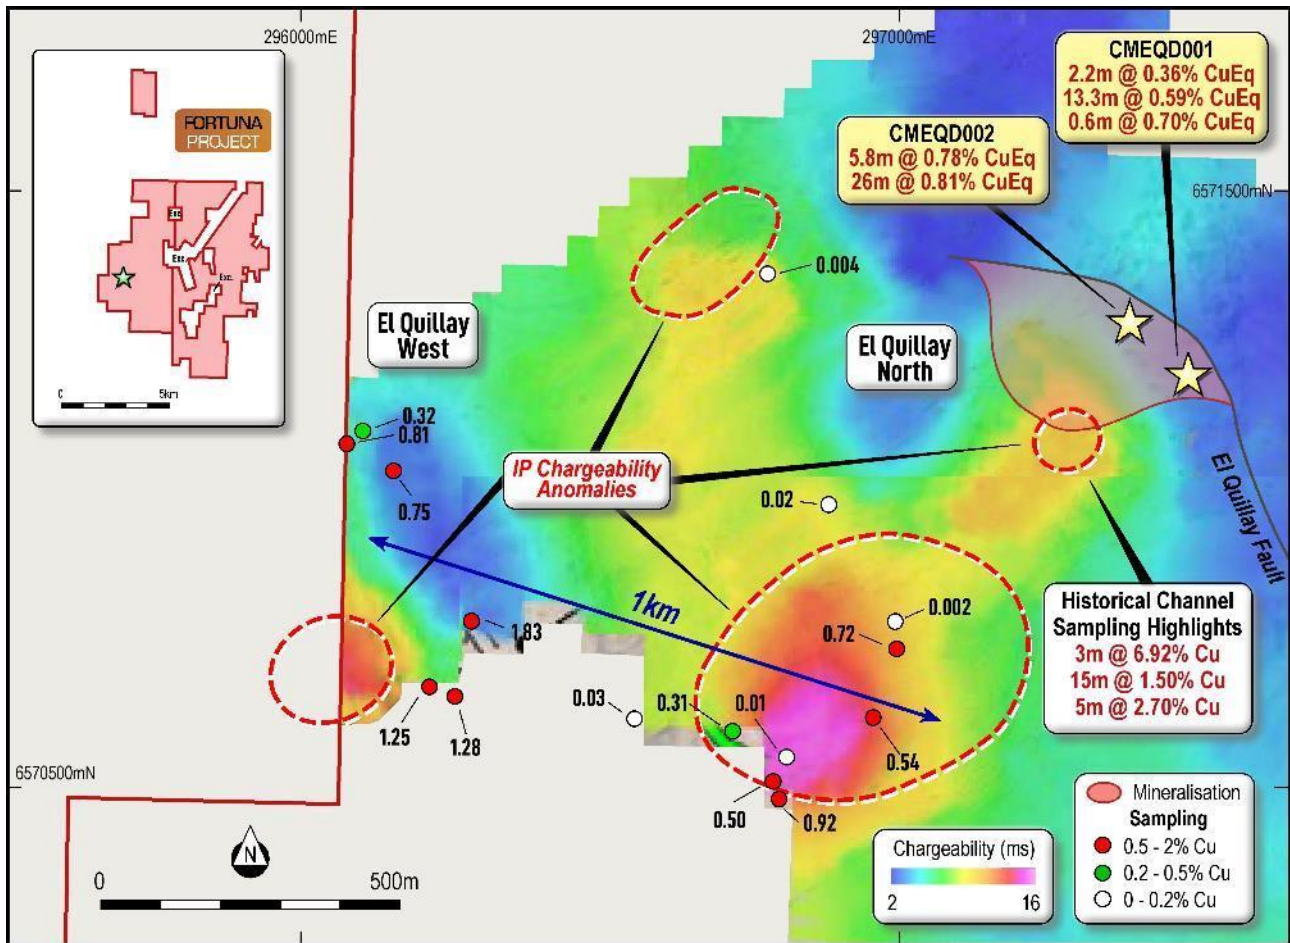 296000mE
297000mE
CMEQD001
2.2m @ 0.36% CuEq
13.3m @ 0.59% CuEq
0.6m @ 0.70% CuEq
FORTUNA
PROJECT
CMEQD002
5.8m @ 0.78% CuEq
26m @ 0.81% CuEq
6571500mN
Exc.
Exc.
Exc.
0.004
El Quillay
West
El Quillay
North
0
5km
0.32
0.81
0.75
IP Chargeability
Anomalies
0.02
El Quillay Fault
1km
1.83
0.002
0.72
Historical Channel
Sampling Highlights
3m @ 6.92% Cu
15m @ 1.50% Cu
5m @ 2.70% Cu
0.03
0.31
0.01
1.25
1.28
0.54
6570500mN
0.50
0.92
Mineralisation
Sampling
0.5 - 2% Cu
0.2 - 0.5% Cu
0 - 0.2% Cu
Chargeability (ms)
2
16
N
0
500m